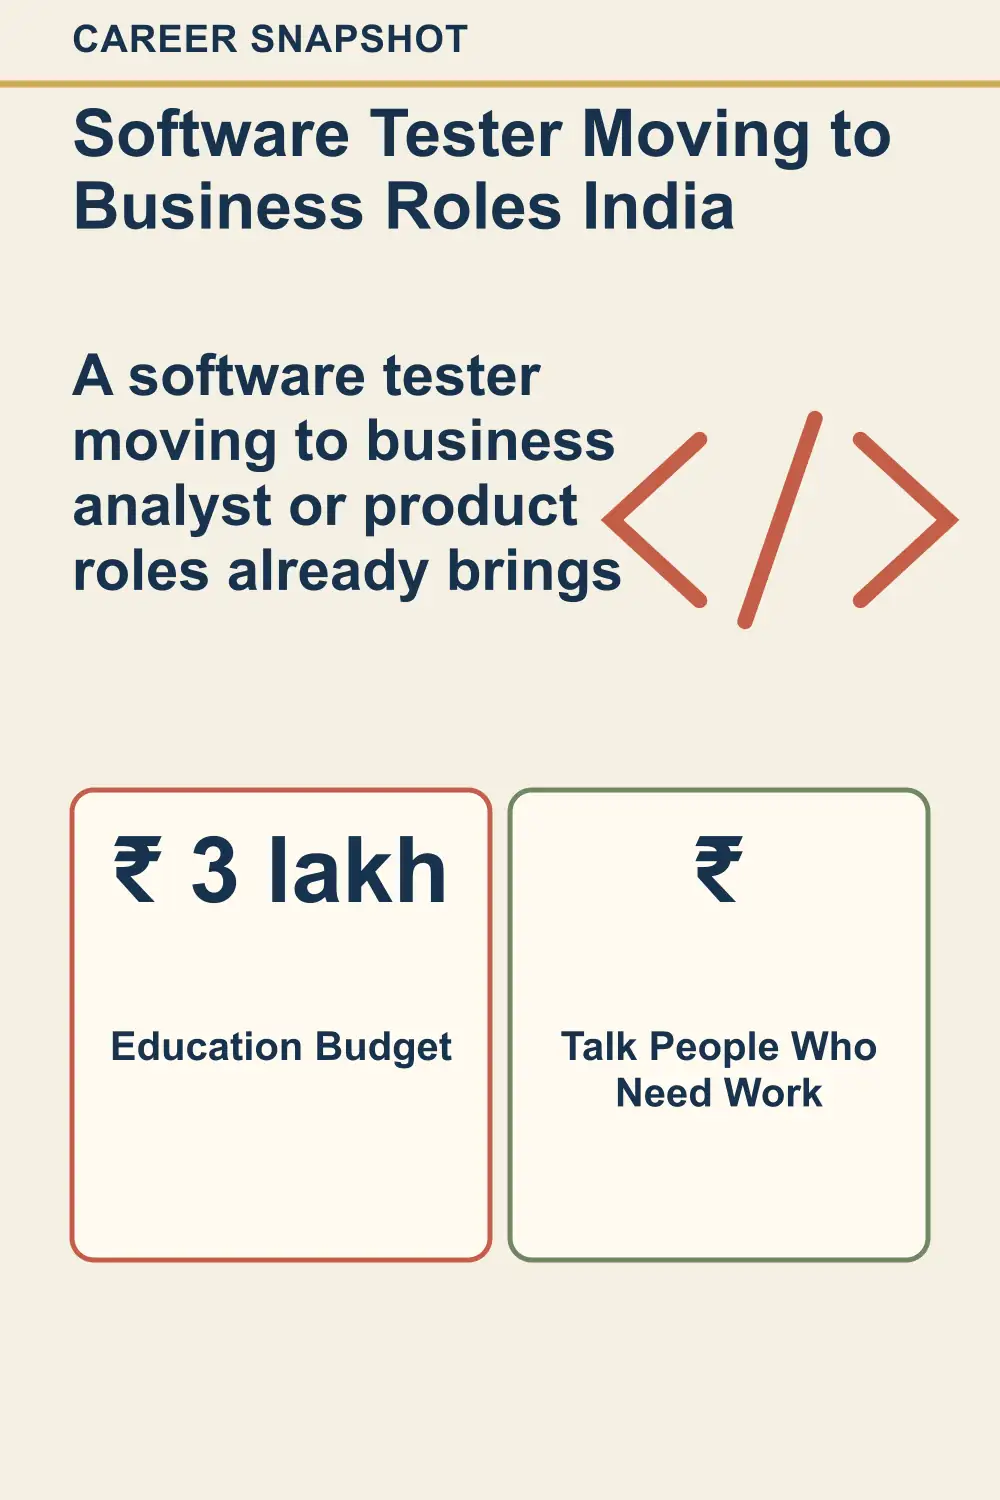 CAREER SNAPSHOT
Software Tester Moving to
Business Roles India
A software tester
moving to business
analyst or product
roles already brings
</>
₹ 3 lakh
Education Budget
₹
Talk People Who
Need Work